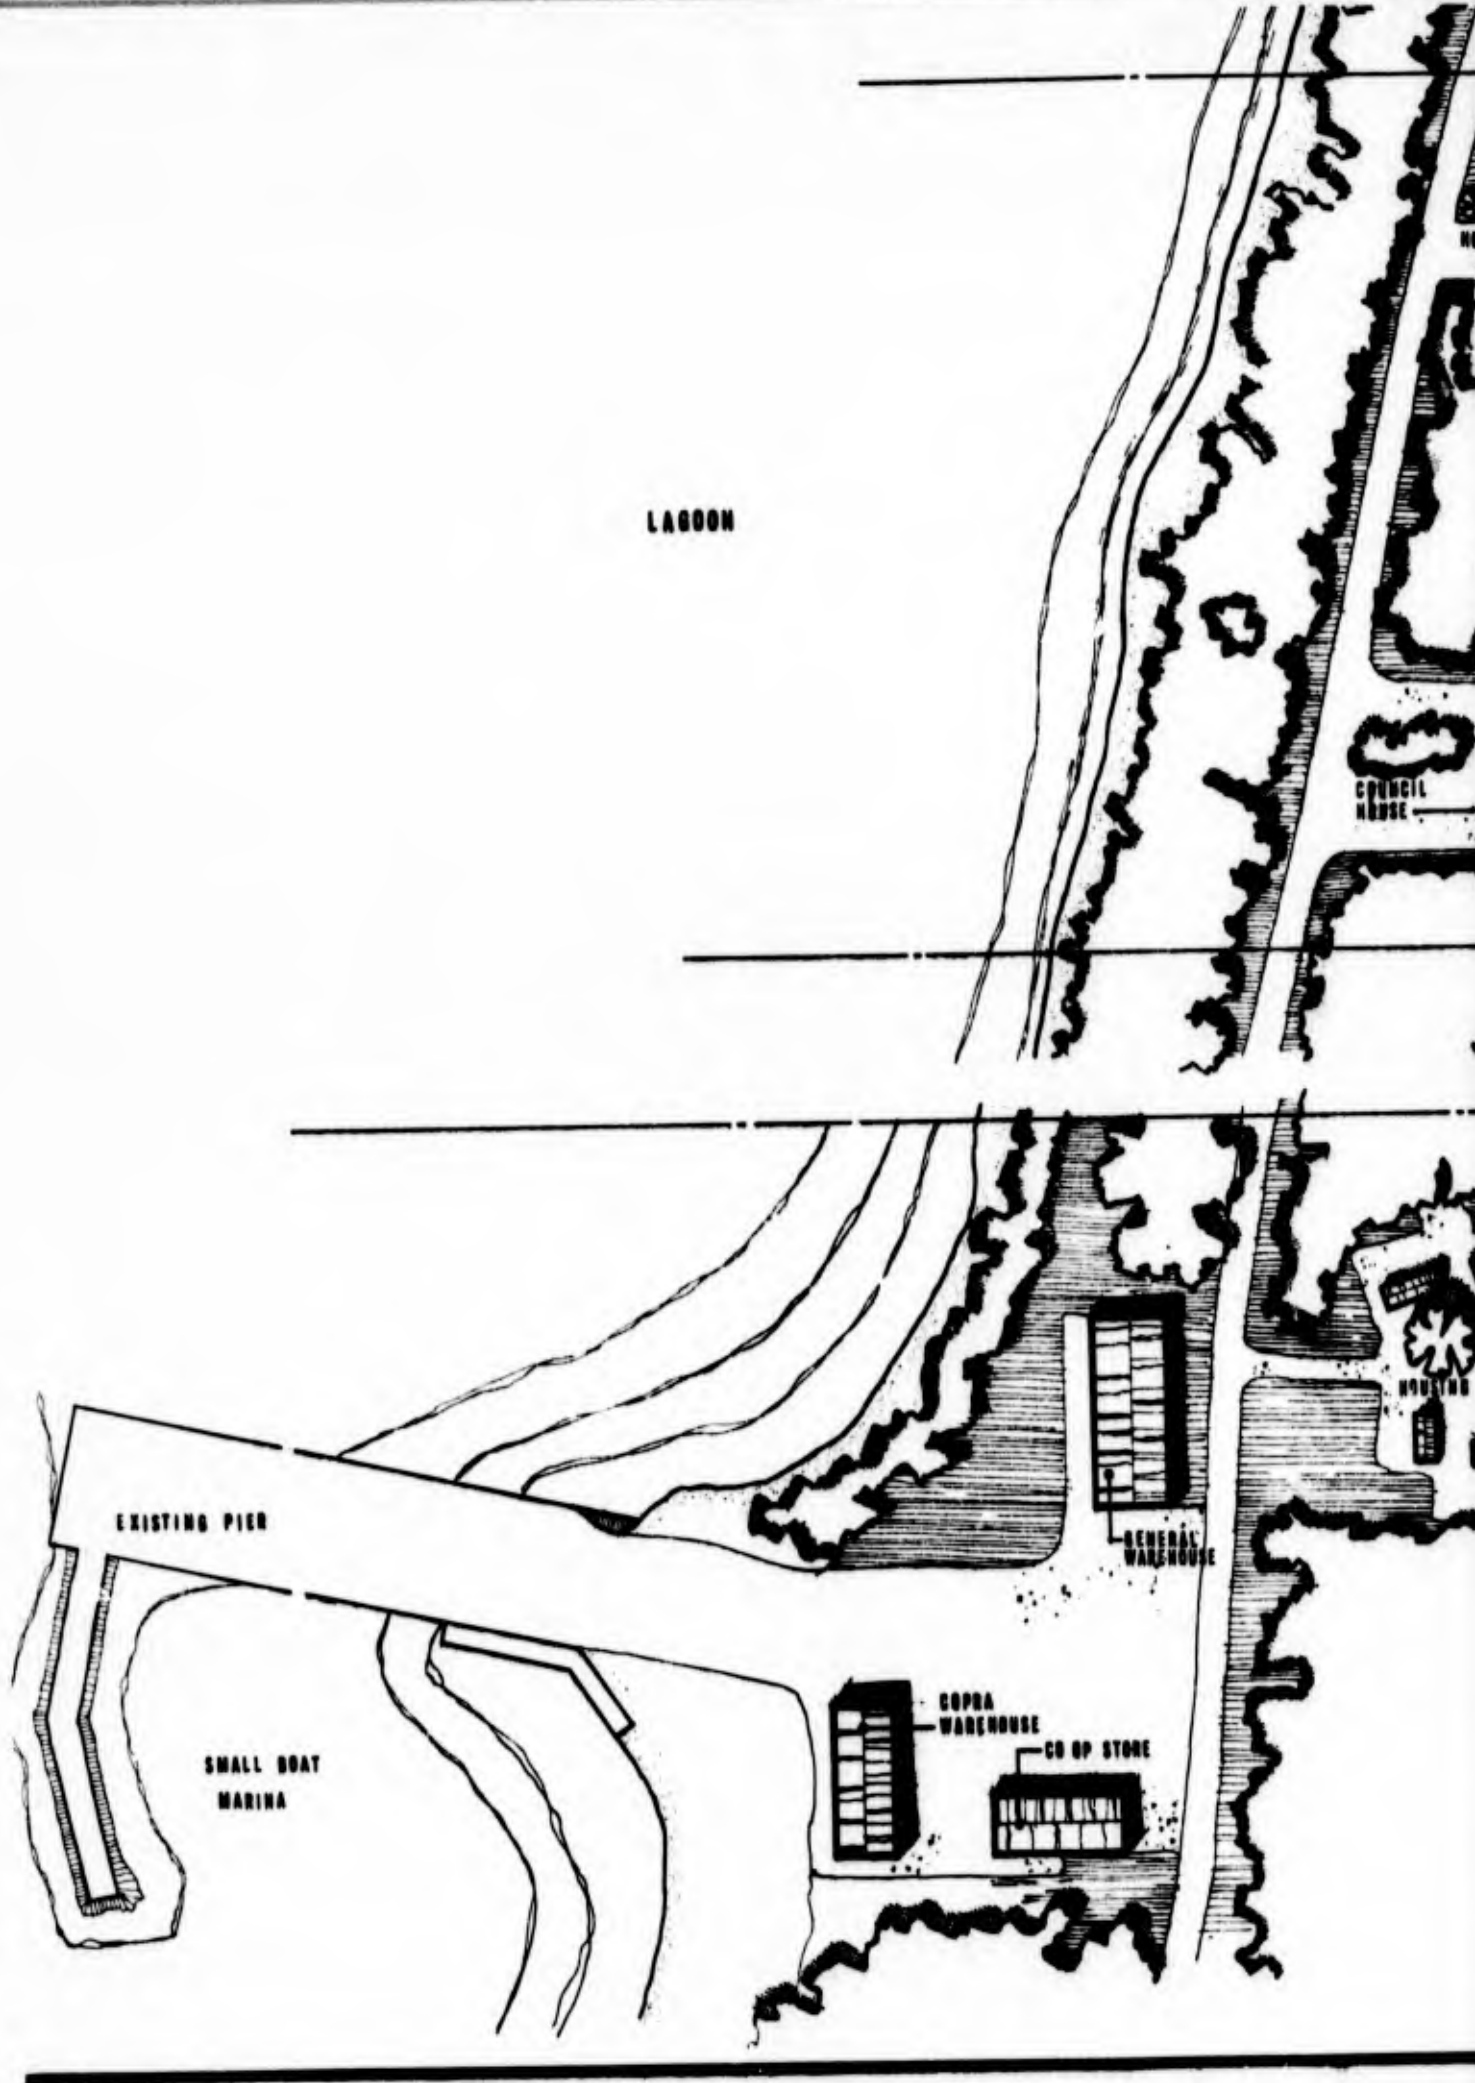 LAGOON
COUNCIL
HOUSE
HOUSING
EXISTING PIER
GENERAL
WAREHOUSE
COPRA
WAREHOUSE
CO OP STORE
SMALL BOAT
MARINA